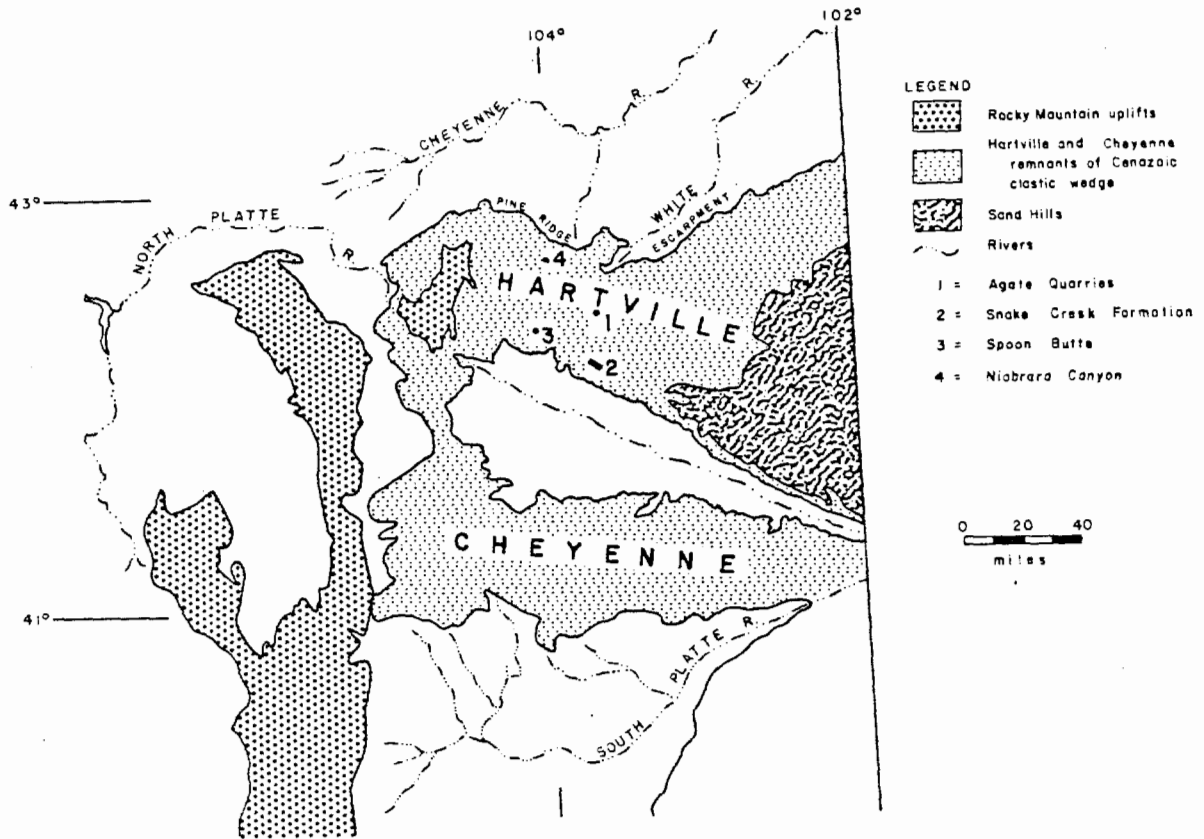 104°
102°
CHEYENNE R.
R.
43°
NORTH PLATTE R.
PINE RIDGE
WHITE
ESCARPMENT
4
HARTVILLE
1
3
2
CHEYENNE
41°
SOUTH PLATTE R.
LEGEND
Rocky Mountain uplifts
Hartville and Cheyenne
remnants of Cenozoic
clastic wedge
Sand Hills
Rivers
1 = Agate Quarries
2 = Snake Creek Formation
3 = Spoon Butte
4 = Niobrara Canyon
0 20 40
miles